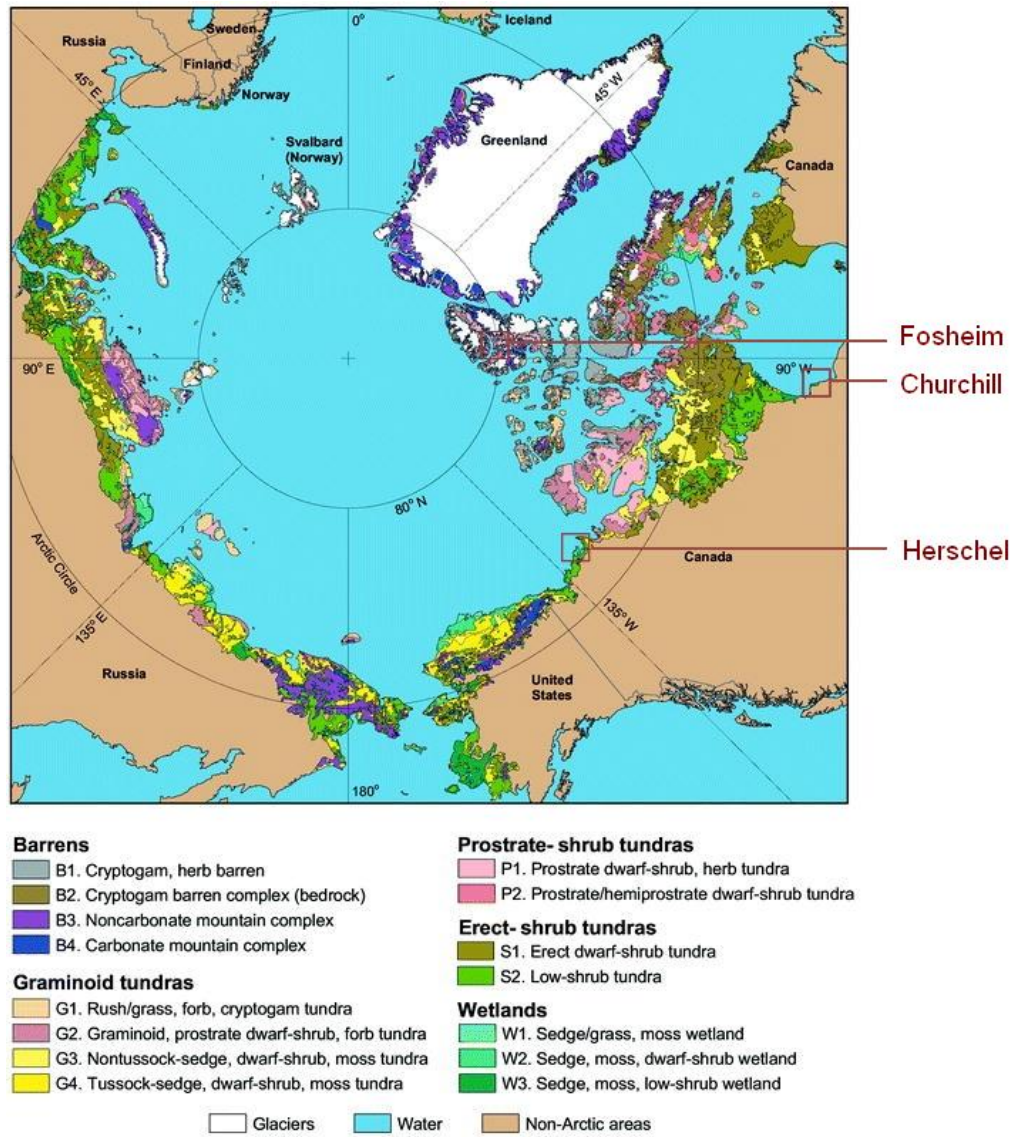 Iceland
0°
Russia
Sweden
Finland
Norway
45° E
45° W
Svalbard
(Norway)
Greenland
Canada
Fosheim
90° E
90° W
Churchill
80° N
Arctic Circle
Canada
Herschel
135° E
135° W
Russia
United
States
180°
Barrens
B1. Cryptogam, herb barren
B2. Cryptogam barren complex (bedrock)
B3. Noncarbonate mountain complex
B4. Carbonate mountain complex
Graminoid tundras
G1. Rush/grass, forb, cryptogam tundra
G2. Graminoid, prostrate dwarf-shrub, forb tundra
G3. Nontussock-sedge, dwarf-shrub, moss tundra
G4. Tussock-sedge, dwarf-shrub, moss tundra
Prostrate- shrub tundras
P1. Prostrate dwarf-shrub, herb tundra
P2. Prostrate/hemiprostrate dwarf-shrub tundra
Erect- shrub tundras
S1. Erect dwarf-shrub tundra
S2. Low-shrub tundra
Wetlands
W1. Sedge/grass, moss wetland
W2. Sedge, moss, dwarf-shrub wetland
W3. Sedge, moss, low-shrub wetland
Glaciers
Water
Non-Arctic areas